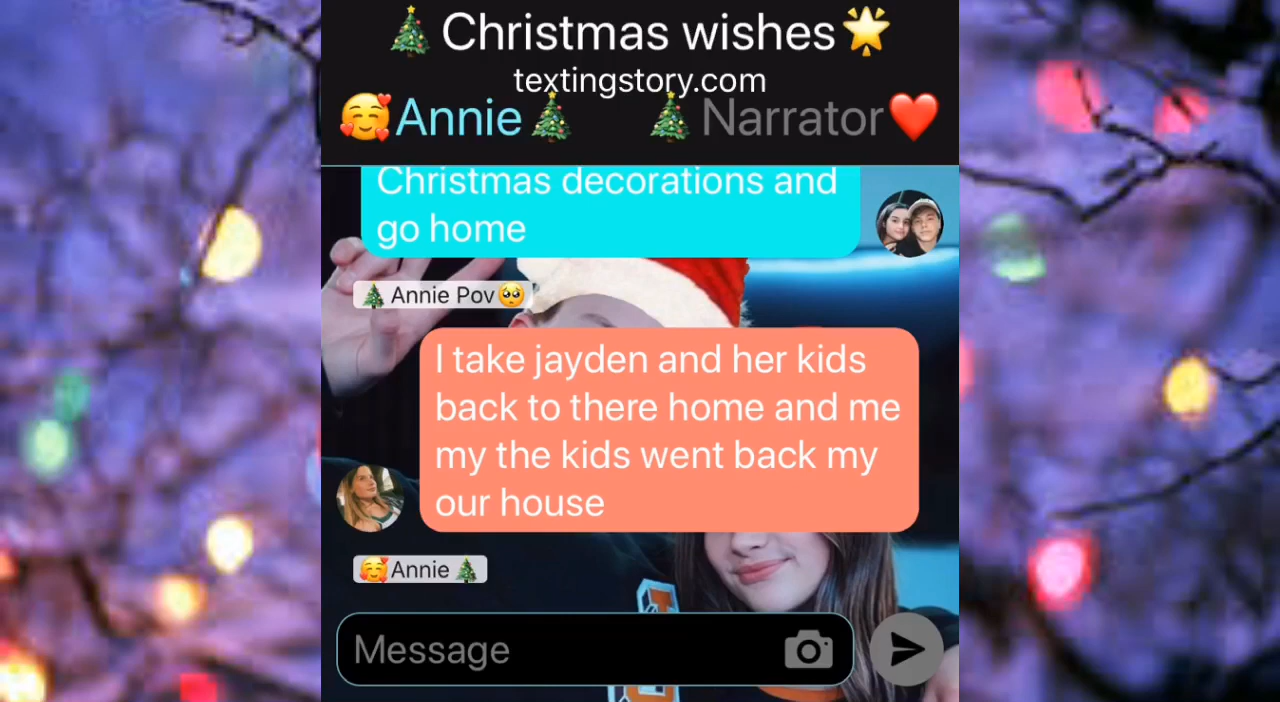 🎄Christmas wishes🌟
textingstory.com
🥰Annie🎄 🎄Narrator❤️
Christmas decorations and
go home
🎄Annie Pov🥺
I take jayden and her kids
back to there home and me
my the kids went back my
our house
🥰Annie🎄
Message